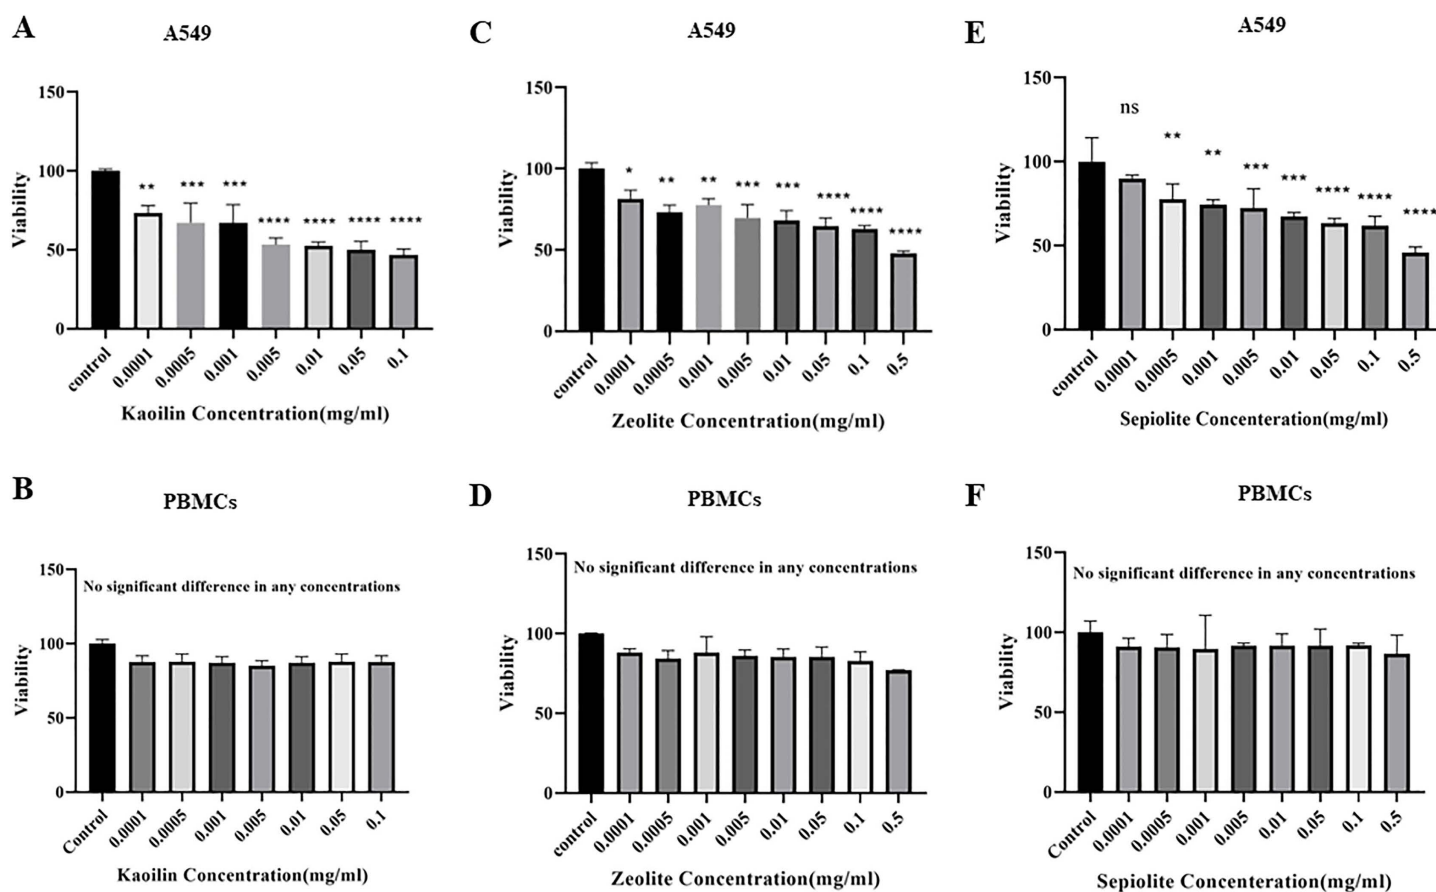 A
A549
150
100
50
0
Viability
** *** *** **** **** **** ****
control 0.0001 0.0005 0.001 0.005 0.01 0.05 0.1
Kaoilin Concentration(mg/ml)
C
A549
150
100
50
0
Viability
* ** ** *** *** **** **** ****
control 0.0001 0.0005 0.001 0.005 0.01 0.05 0.1 0.5
Zeolite Concentration(mg/ml)
E
A549
150
100
50
0
Viability
ns ** ** *** *** **** **** ****
control 0.0001 0.0005 0.001 0.005 0.01 0.05 0.1 0.5
Sepiolite Concenteration(mg/ml)
B
PBMCs
No significant difference in any concentrations
150
100
50
0
Viability
Control 0.0001 0.0005 0.001 0.005 0.01 0.05 0.1
Kaoilin Concentration(mg/ml)
D
PBMCs
No significant difference in any concentrations
150
100
50
0
Viability
control 0.0001 0.0005 0.001 0.005 0.01 0.05 0.1 0.5
Zeolite Concentration(mg/ml)
F
PBMCs
No significant difference in any concentrations
150
100
50
0
Viability
Control 0.0001 0.0005 0.001 0.005 0.01 0.05 0.1 0.5
Sepiolite Concenteration(mg/ml)